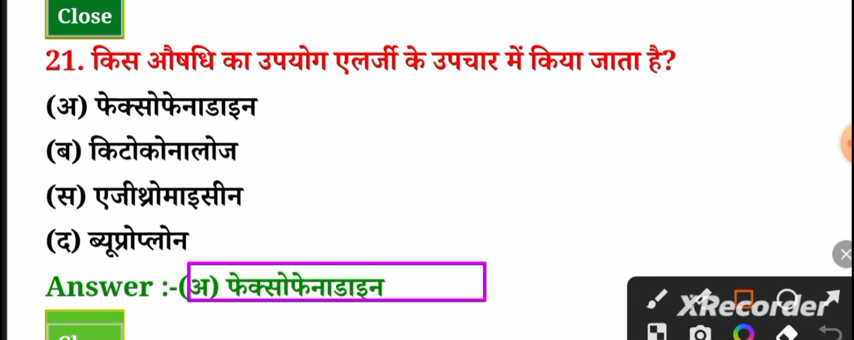 Close
21. किस औषधि का उपयोग एलर्जी के उपचार में किया जाता है?
(अ) फेक्सोफेनाडाइन
(ब) किटोकोनालोज
(स) एजीथ्रोमाइसीन
(द) ब्यूप्रोप्लोन
Answer :-(अ) फेक्सोफेनाडाइन
XRecorder